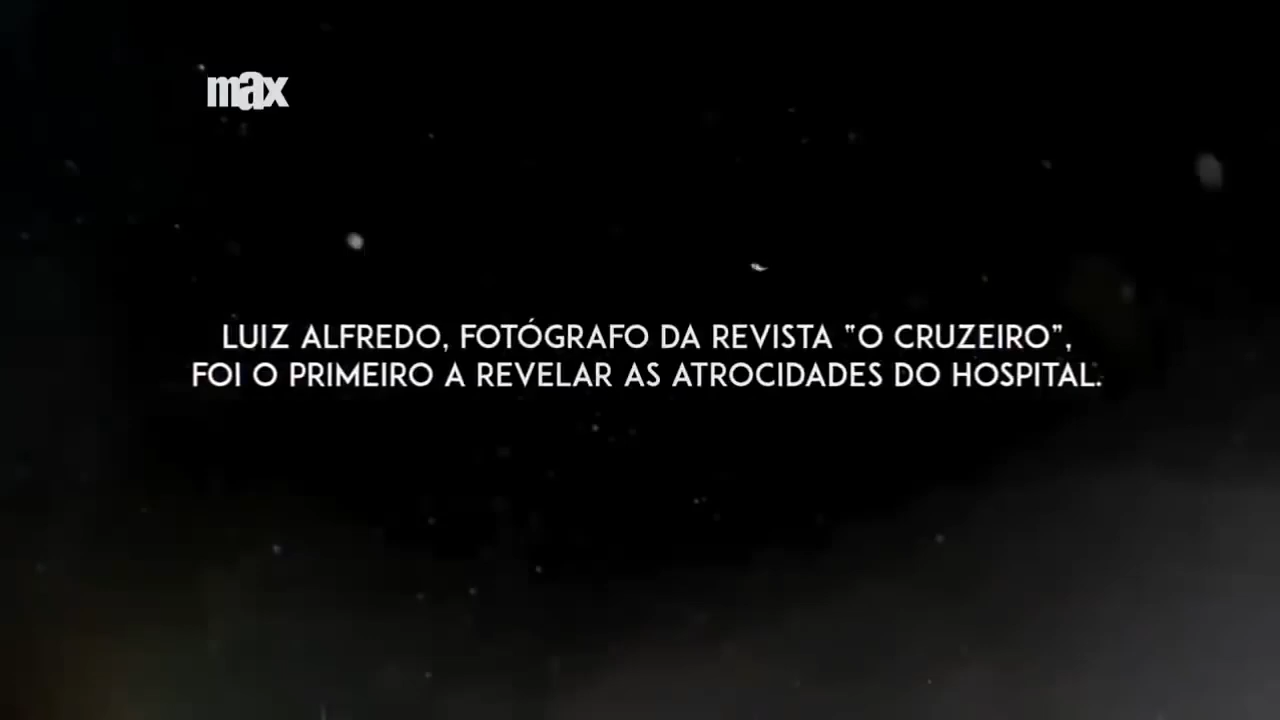 max
LUIZ ALFREDO, FOTÓGRAFO DA REVISTA "O CRUZEIRO",
FOI O PRIMEIRO A REVELAR AS ATROCIDADES DO HOSPITAL.